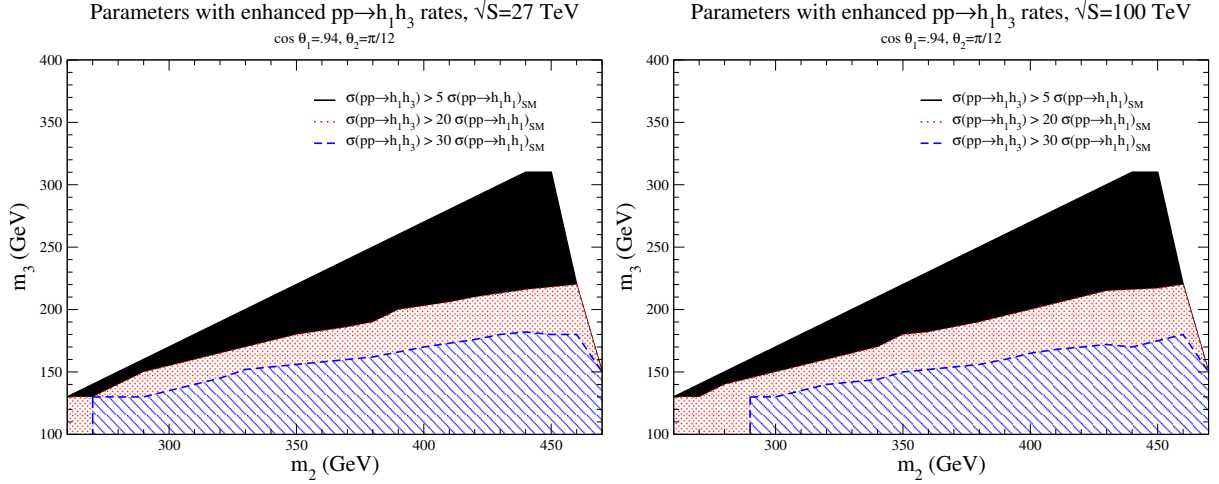 Parameters with enhanced pp→h₁h₃ rates, √S=27 TeV
cos θ₁=.94, θ₂=π/12
400
350
300
250
200
150
100
m₃ (GeV)
σ(pp→h₁h₃) > 5 σ(pp→h₁h₁)SM
σ(pp→h₁h₃) > 20 σ(pp→h₁h₁)SM
σ(pp→h₁h₃) > 30 σ(pp→h₁h₁)SM
300 350 400 450
m₂ (GeV)
Parameters with enhanced pp→h₁h₃ rates, √S=100 TeV
cos θ₁=.94, θ₂=π/12
400
350
300
250
200
150
100
m₃ (GeV)
σ(pp→h₁h₃) > 5 σ(pp→h₁h₁)SM
σ(pp→h₁h₃) > 20 σ(pp→h₁h₁)SM
σ(pp→h₁h₃) > 30 σ(pp→h₁h₁)SM
300 350 400 450
m₂ (GeV)